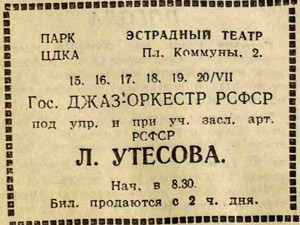 ПАРК ЭСТРАДНЫЙ ТЕАТР
ЦДКА Пл. Коммуны, 2.
15. 16. 17. 18. 19. 20/VII
Гос. ДЖАЗ-ОРКЕСТР РСФСР
под упр. и при уч. засл. арт.
РСФСР
Л. УТЕСОВА.
Нач. в 8.30.
Бил. продаются с 2 ч. дня.